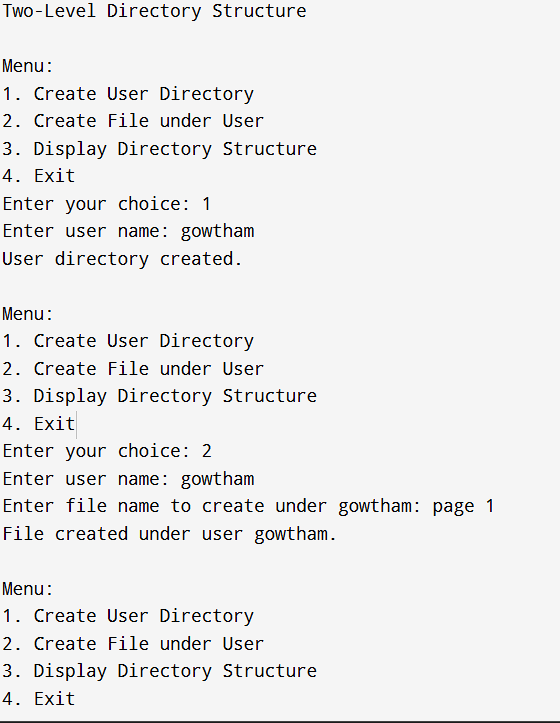 Two-Level Directory Structure
Menu:
1. Create User Directory
2. Create File under User
3. Display Directory Structure
4. Exit
Enter your choice: 1
Enter user name: gowtham
User directory created.
Menu:
1. Create User Directory
2. Create File under User
3. Display Directory Structure
4. Exit
Enter your choice: 2
Enter user name: gowtham
Enter file name to create under gowtham: page 1
File created under user gowtham.
Menu:
1. Create User Directory
2. Create File under User
3. Display Directory Structure
4. Exit